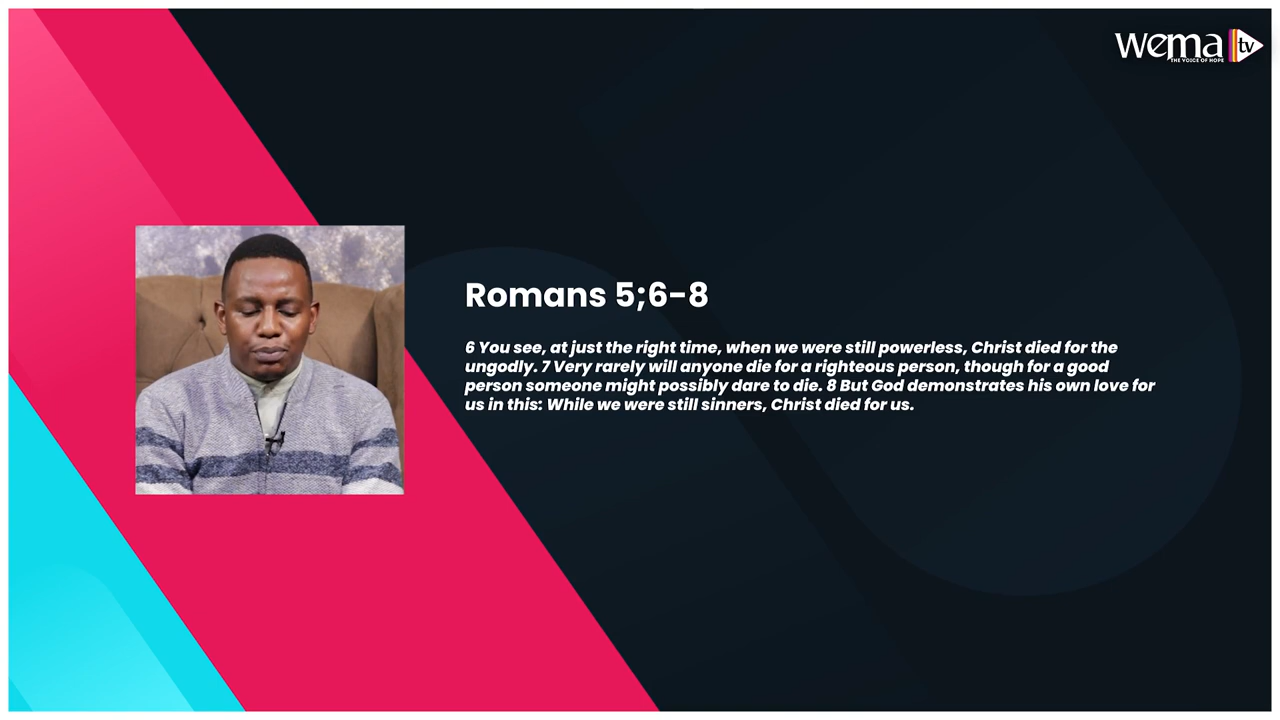 wema tv
THE VOICE OF HOPE
Romans 5;6-8
6 You see, at just the right time, when we were still powerless, Christ died for the
ungodly. 7 Very rarely will anyone die for a righteous person, though for a good
person someone might possibly dare to die. 8 But God demonstrates his own love for
us in this: While we were still sinners, Christ died for us.